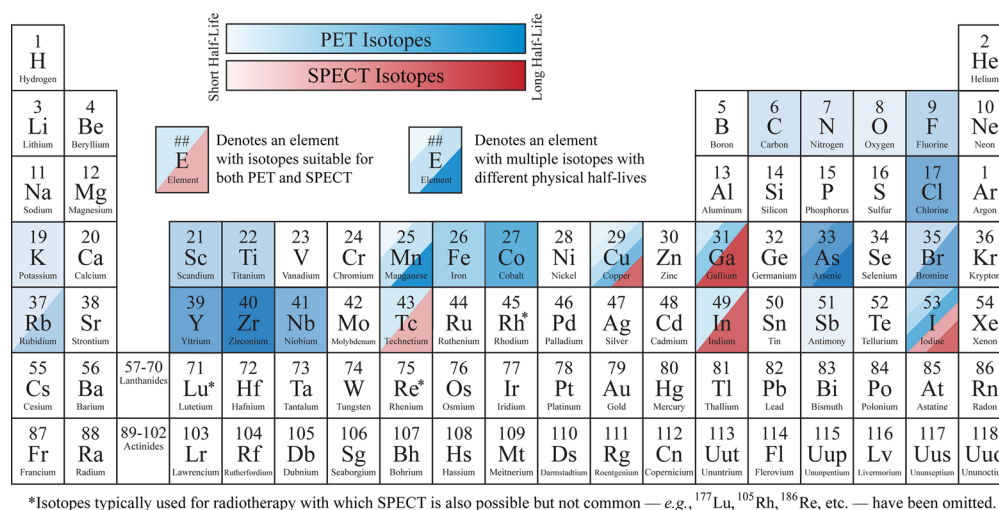 Short Half-Life
PET Isotopes
SPECT Isotopes
Long Half-Life
1 2
H He
Hydrogen Helium
3 4 5 6 7 8 9 10
Li Be B C N O F Ne
Lithium Beryllium Boron Carbon Nitrogen Oxygen Fluorine Neon
##
E
Element
Denotes an element
with isotopes suitable for
both PET and SPECT
##
E
Element
Denotes an element
with multiple isotopes with
different physical half-lives
11 12 13 14 15 16 17 1
Na Mg Al Si P S Cl Ar
Sodium Magnesium Aluminum Silicon Phosphorus Sulfur Chlorine Argon
19 20 21 22 23 24 25 26 27 28 29 30 31 32 33 34 35 36
K Ca Sc Ti V Cr Mn Fe Co Ni Cu Zn Ga Ge As Se Br Kr
Potassium Calcium Scandium Titanium Vanadium Chromium Manganese Iron Cobalt Nickel Copper Zinc Gallium Germanium Arsenic Selenium Bromine Krypton
37 38 39 40 41 42 43 44 45 46 47 48 49 50 51 52 53 54
Rb Sr Y Zr Nb Mo Tc Ru Rh* Pd Ag Cd In Sn Sb Te I Xe
Rubidium Strontium Yttrium Zirconium Niobium Molybdenum Technetium Ruthenium Rhodium Palladium Silver Cadmium Indium Tin Antimony Tellurium Iodine Xenon
55 56 57-70 71 72 73 74 75 76 77 78 79 80 81 82 83 84 85 86
Cs Ba Lanthanides Lu* Hf Ta W Re* Os Ir Pt Au Hg Tl Pb Bi Po At Rn
Cesium Barium Lutetium Hafnium Tantalum Tungsten Rhenium Osmium Iridium Platinum Gold Mercury Thallium Lead Bismuth Polonium Astatine Radon
87 88 89-102 103 104 105 106 107 108 109 110 111 112 113 114 115 116 117 118
Fr Ra Actinides Lr Rf Db Sg Bh Hs Mt Ds Rg Cn Uut Fl Uup Lv Uus Uuo
Francium Radium Lawrencium Rutherfordium Dubnium Seaborgium Bohrium Hassium Meitnerium Darmstadtium Roentgenium Copernicium Ununtrium Flerovium Ununpentium Livermorium Ununseptium Ununoctiu
*Isotopes typically used for radiotherapy with which SPECT is also possible but not common — e.g., ¹⁷⁷Lu, ¹⁰⁵Rh, ¹⁸⁶Re, etc. — have been omitted.